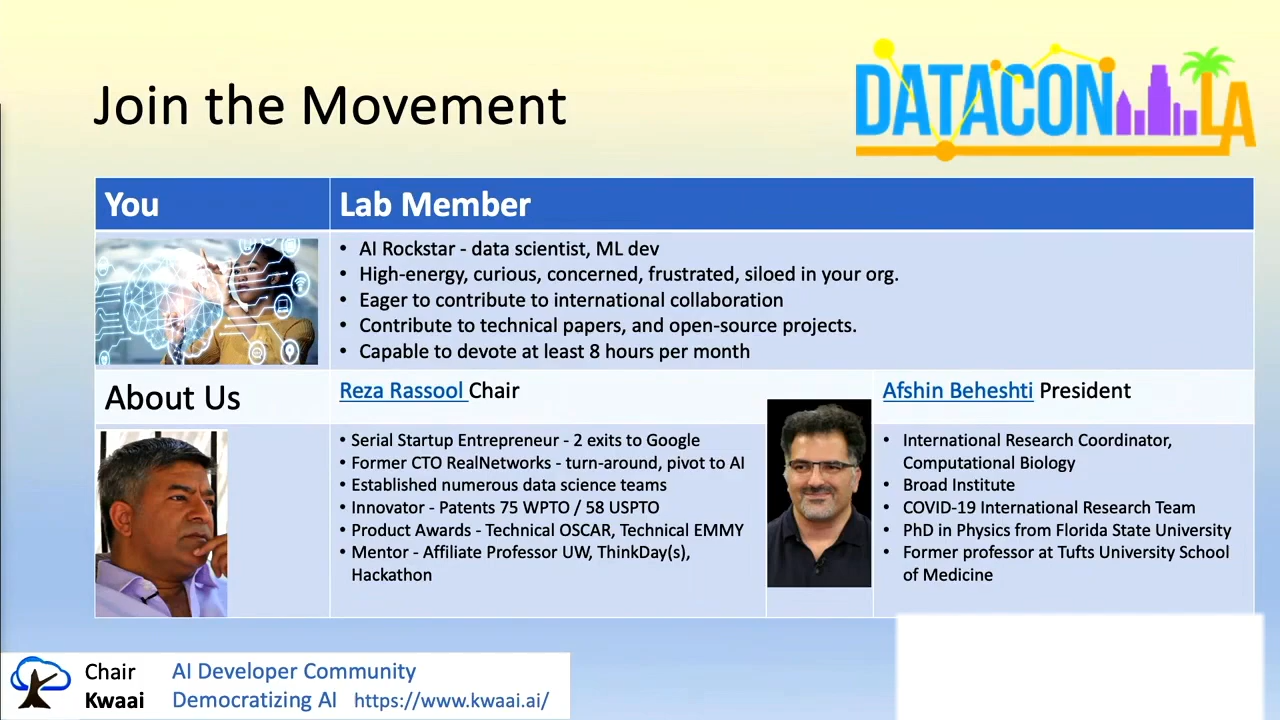 Join the Movement
DATACON LA
You
Lab Member
• AI Rockstar - data scientist, ML dev
• High-energy, curious, concerned, frustrated, siloed in your org.
• Eager to contribute to international collaboration
• Contribute to technical papers, and open-source projects.
• Capable to devote at least 8 hours per month
About Us
Reza Rassool Chair
• Serial Startup Entrepreneur - 2 exits to Google
• Former CTO RealNetworks - turn-around, pivot to AI
• Established numerous data science teams
• Innovator - Patents 75 WPTO / 58 USPTO
• Product Awards - Technical OSCAR, Technical EMMY
• Mentor - Affiliate Professor UW, ThinkDay(s),
Hackathon
Afshin Beheshti President
• International Research Coordinator,
Computational Biology
• Broad Institute
• COVID-19 International Research Team
• PhD in Physics from Florida State University
• Former professor at Tufts University School
of Medicine
Chair
Kwaai
AI Developer Community
Democratizing AI https://www.kwaai.ai/